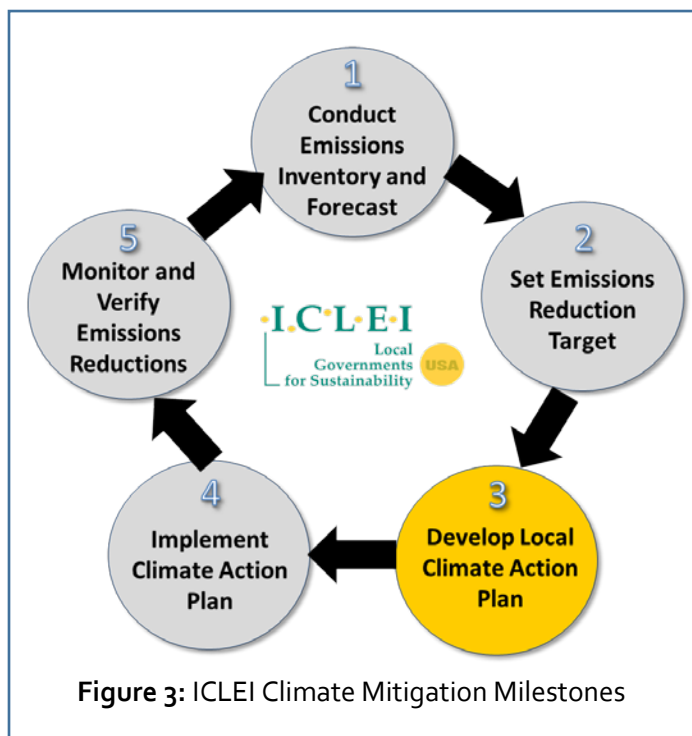 1
Conduct
Emissions
Inventory and
Forecast
2
Set Emissions
Reduction
Target
3
Develop Local
Climate Action
Plan
4
Implement
Climate Action
Plan
5
Monitor and
Verify
Emissions
Reductions
·I.C·L·E·I
Local
Governments
for Sustainability
USA
Figure 3: ICLEI Climate Mitigation Milestones